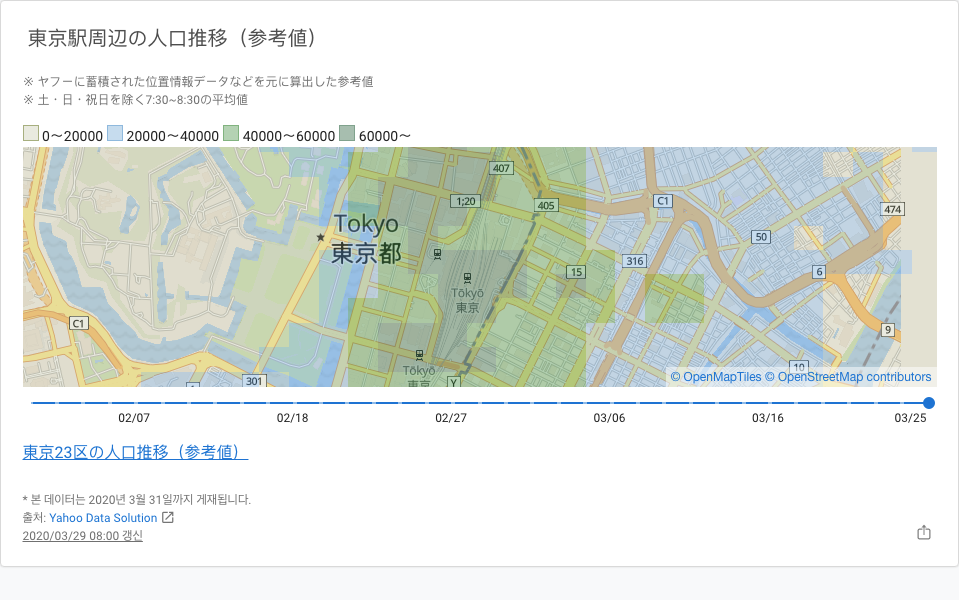 東京駅周辺の人口推移（参考値）
※ ヤフーに蓄積された位置情報データなどを元に算出した参考値
※ 土・日・祝日を除く7:30~8:30の平均値
0〜20000 20000〜40000 40000〜60000 60000〜
407
1;20
405
C1
474
Tokyo
東京都
50
316
15
6
Tōkyō
東京
C1
9
Tōkyō
東京
10
301
Y
© OpenMapTiles © OpenStreetMap contributors
02/07 02/18 02/27 03/06 03/16 03/25
東京23区の人口推移（参考値）
* 본 데이터는 2020년 3월 31일까지 게재됩니다.
출처: Yahoo Data Solution
2020/03/29 08:00 갱신